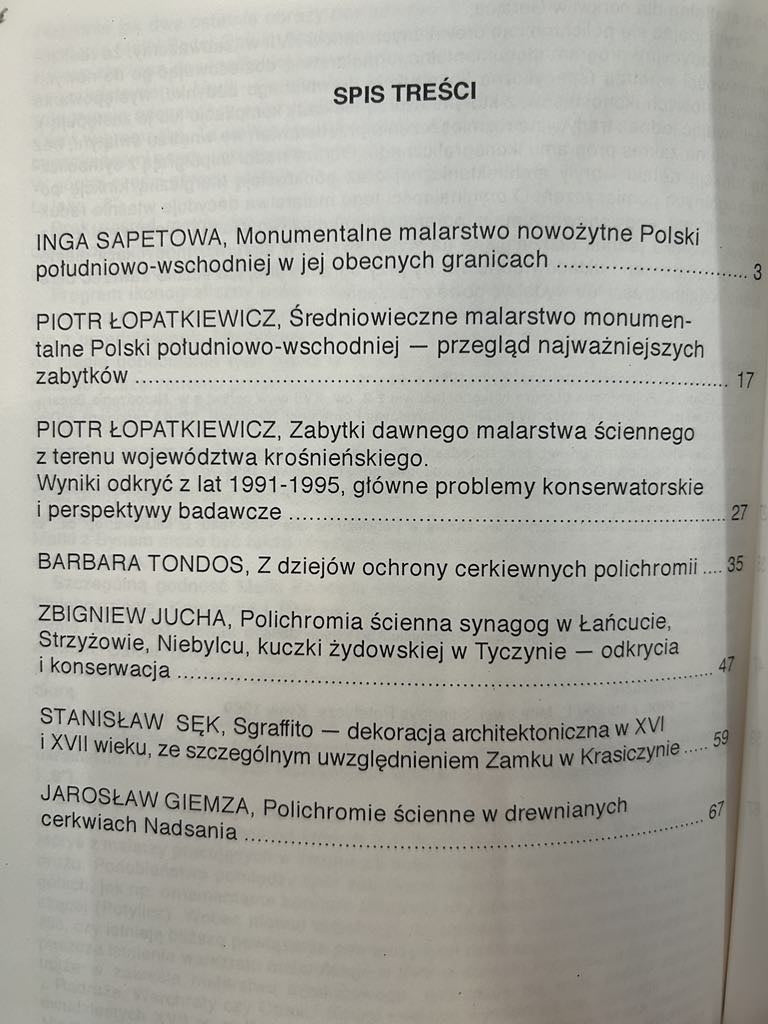 SPIS TREŚCI
INGA SAPETOWA, Monumentalne malarstwo nowożytne Polski
południowo-wschodniej w jej obecnych granicach ........................... 3
PIOTR ŁOPATKIEWICZ, Średniowieczne malarstwo monumen-
talne Polski południowo-wschodniej — przegląd najważniejszych
zabytków ........................................................................................ 17
PIOTR ŁOPATKIEWICZ, Zabytki dawnego malarstwa ściennego
z terenu województwa krośnieńskiego.
Wyniki odkryć z lat 1991-1995, główne problemy konserwatorskie
i perspektywy badawcze ................................................................. 27
BARBARA TONDOS, Z dziejów ochrony cerkiewnych polichromii .... 35
ZBIGNIEW JUCHA, Polichromia ścienna synagog w Łańcucie,
Strzyżowie, Niebylcu, kuczki żydowskiej w Tyczynie — odkrycia
i konserwacja ................................................................................ 47
STANISŁAW SĘK, Sgraffito — dekoracja architektoniczna w XVI
i XVII wieku, ze szczególnym uwzględnieniem Zamku w Krasiczynie ..... 59
JAROSŁAW GIEMZA, Polichromie ścienne w drewnianych
cerkwiach Nadsania ...................................................................... 67